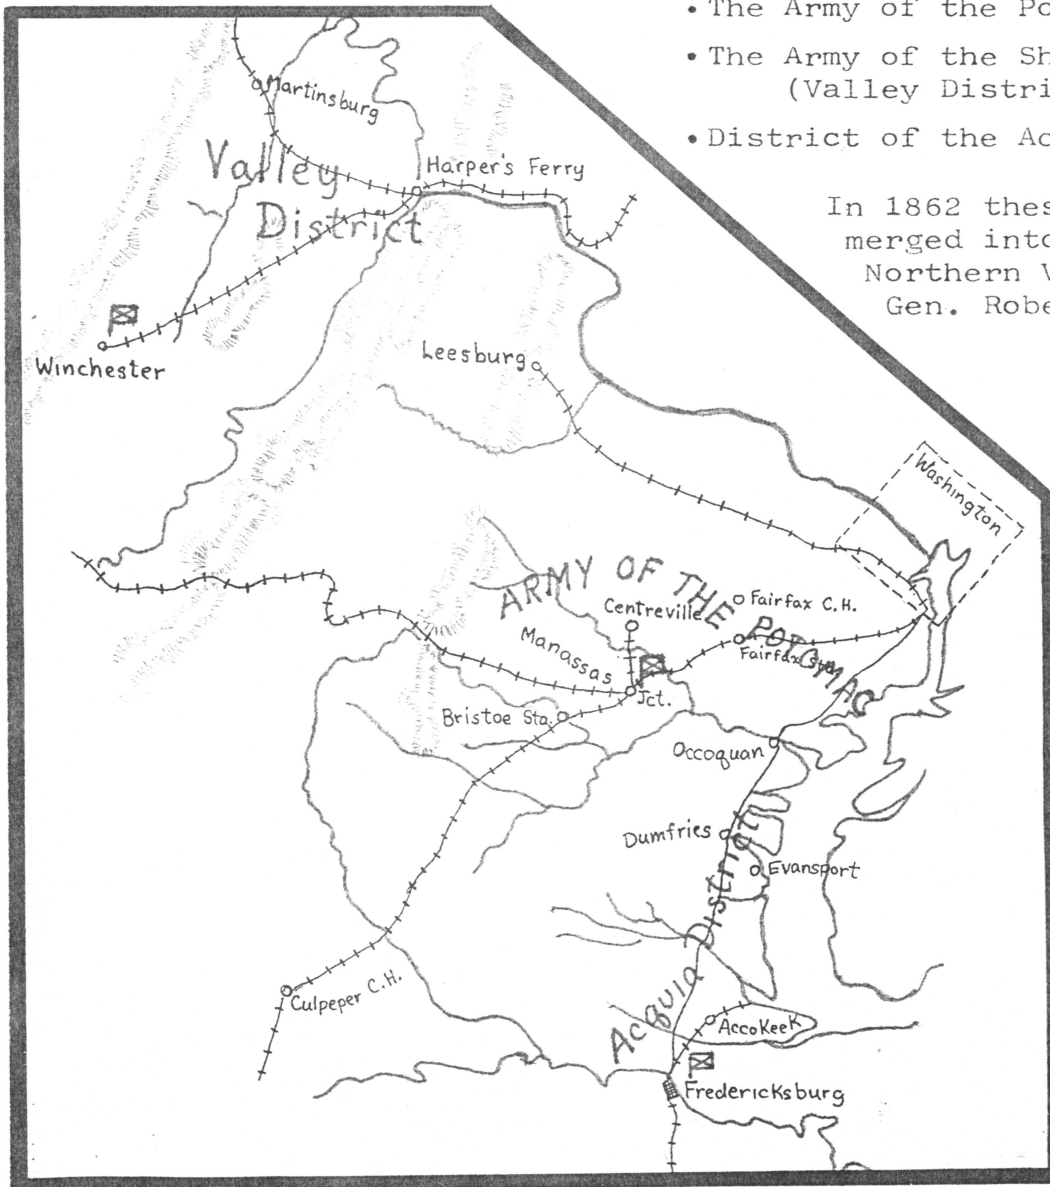 • The Army of the Po
• The Army of the Sh
(Valley Distri
• District of the Ac
In 1862 thes
merged into
Northern V
Gen. Robe
Martinsburg
Valley
District
Harper's Ferry
Winchester
Leesburg
Washington
ARMY OF THE POTOMAC
Fairfax C.H.
Centreville
Fairfax Sta.
Manassas
Jct.
Bristoe Sta.
Occoquan
Dumfries
Evansport
Acquia District
Culpeper C.H.
Accokeek
Fredericksburg